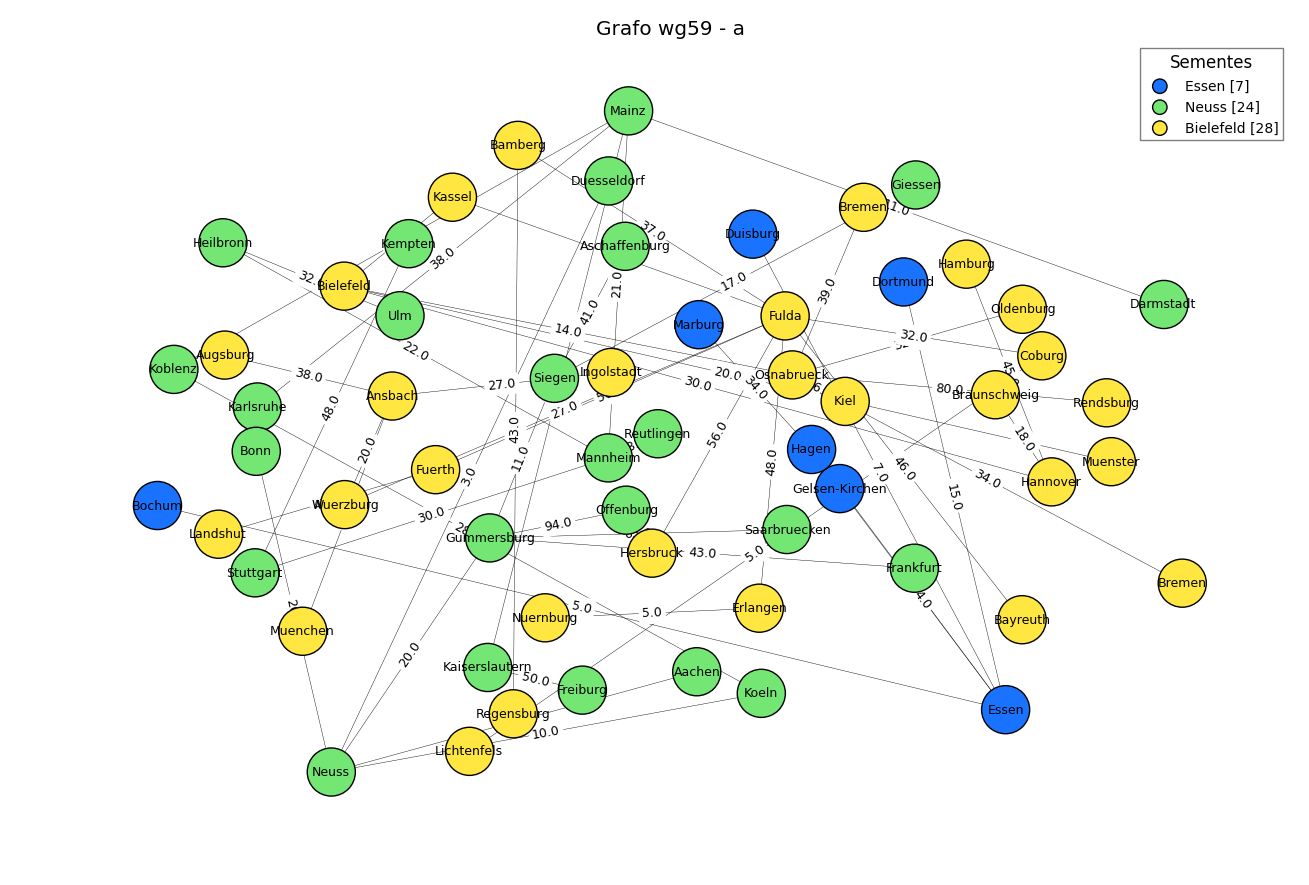 Grafo wg59 - a
Sementes
Essen [7]
Neuss [24]
Bielefeld [28]
Mainz
Bamberg
Duesseldorf
Giessen
Kassel
Bremen
41.0
37.0
Duisburg
Heilbronn
Kempten
Aschaffenburg
38.0
Hamburg
32.0
Bielefeld
21.0
17.0
39.0
Dortmund
Darmstadt
Ulm
41.0
Marburg
Fulda
Oldenburg
14.0
32.0
22.0
Augsburg
Coburg
Koblenz
38.0
Siegen
Ingolstadt
20.0
Osnabrueck
27.0
30.0
34.0
80.0
Ansbach
Braunschweig
Karlsruhe
48.0
27.0
Kiel
Rendsburg
43.0
Reutlingen
56.0
18.0
Bonn
20.0
11.0
Mannheim
Hagen
Muenster
Fuerth
3.0
48.0
7.0
46.0
34.0
Hannover
Gelsen-Kirchen
15.0
Bochum
Wuerzburg
30.0
Offenburg
94.0
Landshut
Gummersburg
Saarbruecken
Hersbruck
43.0
5.0
Stuttgart
Frankfurt
Bremen
4.0
5.0
5.0
Erlangen
Nuernburg
Bayreuth
Muenchen
20.0
Kaiserslautern
50.0
Freiburg
Aachen
Koeln
Regensburg
Essen
10.0
Lichtenfels
Neuss